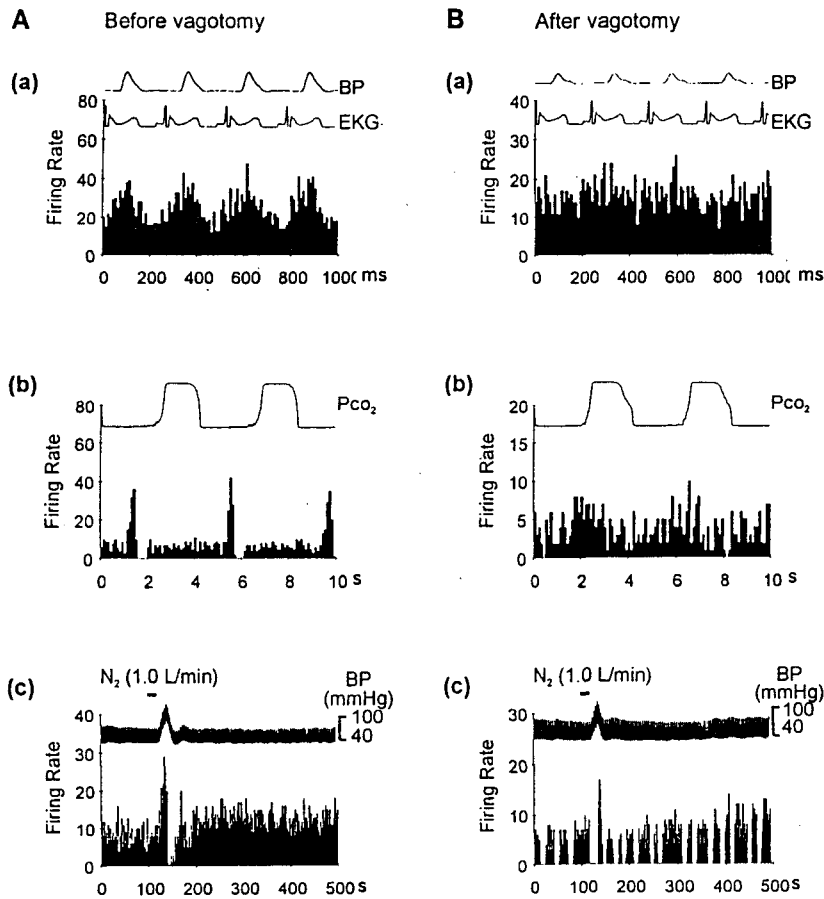 A Before vagotomy
(a)
BP
EKG
Firing Rate
80
60
40
20
0
0 200 400 600 800 1000 ms
(b)
Pco₂
Firing Rate
80
60
40
20
0
0 2 4 6 8 10 s
(c)
N₂ (1.0 L/min)
BP
(mmHg)
100
40
Firing Rate
40
30
20
10
0
0 100 200 300 400 500 s
B After vagotomy
(a)
BP
EKG
Firing Rate
40
30
20
10
0
0 200 400 600 800 1000 ms
(b)
Pco₂
Firing Rate
20
15
10
5
0
0 2 4 6 8 10 s
(c)
N₂ (1.0 L/min)
BP
(mmHg)
100
40
Firing Rate
30
20
10
0
0 100 200 300 400 500 s